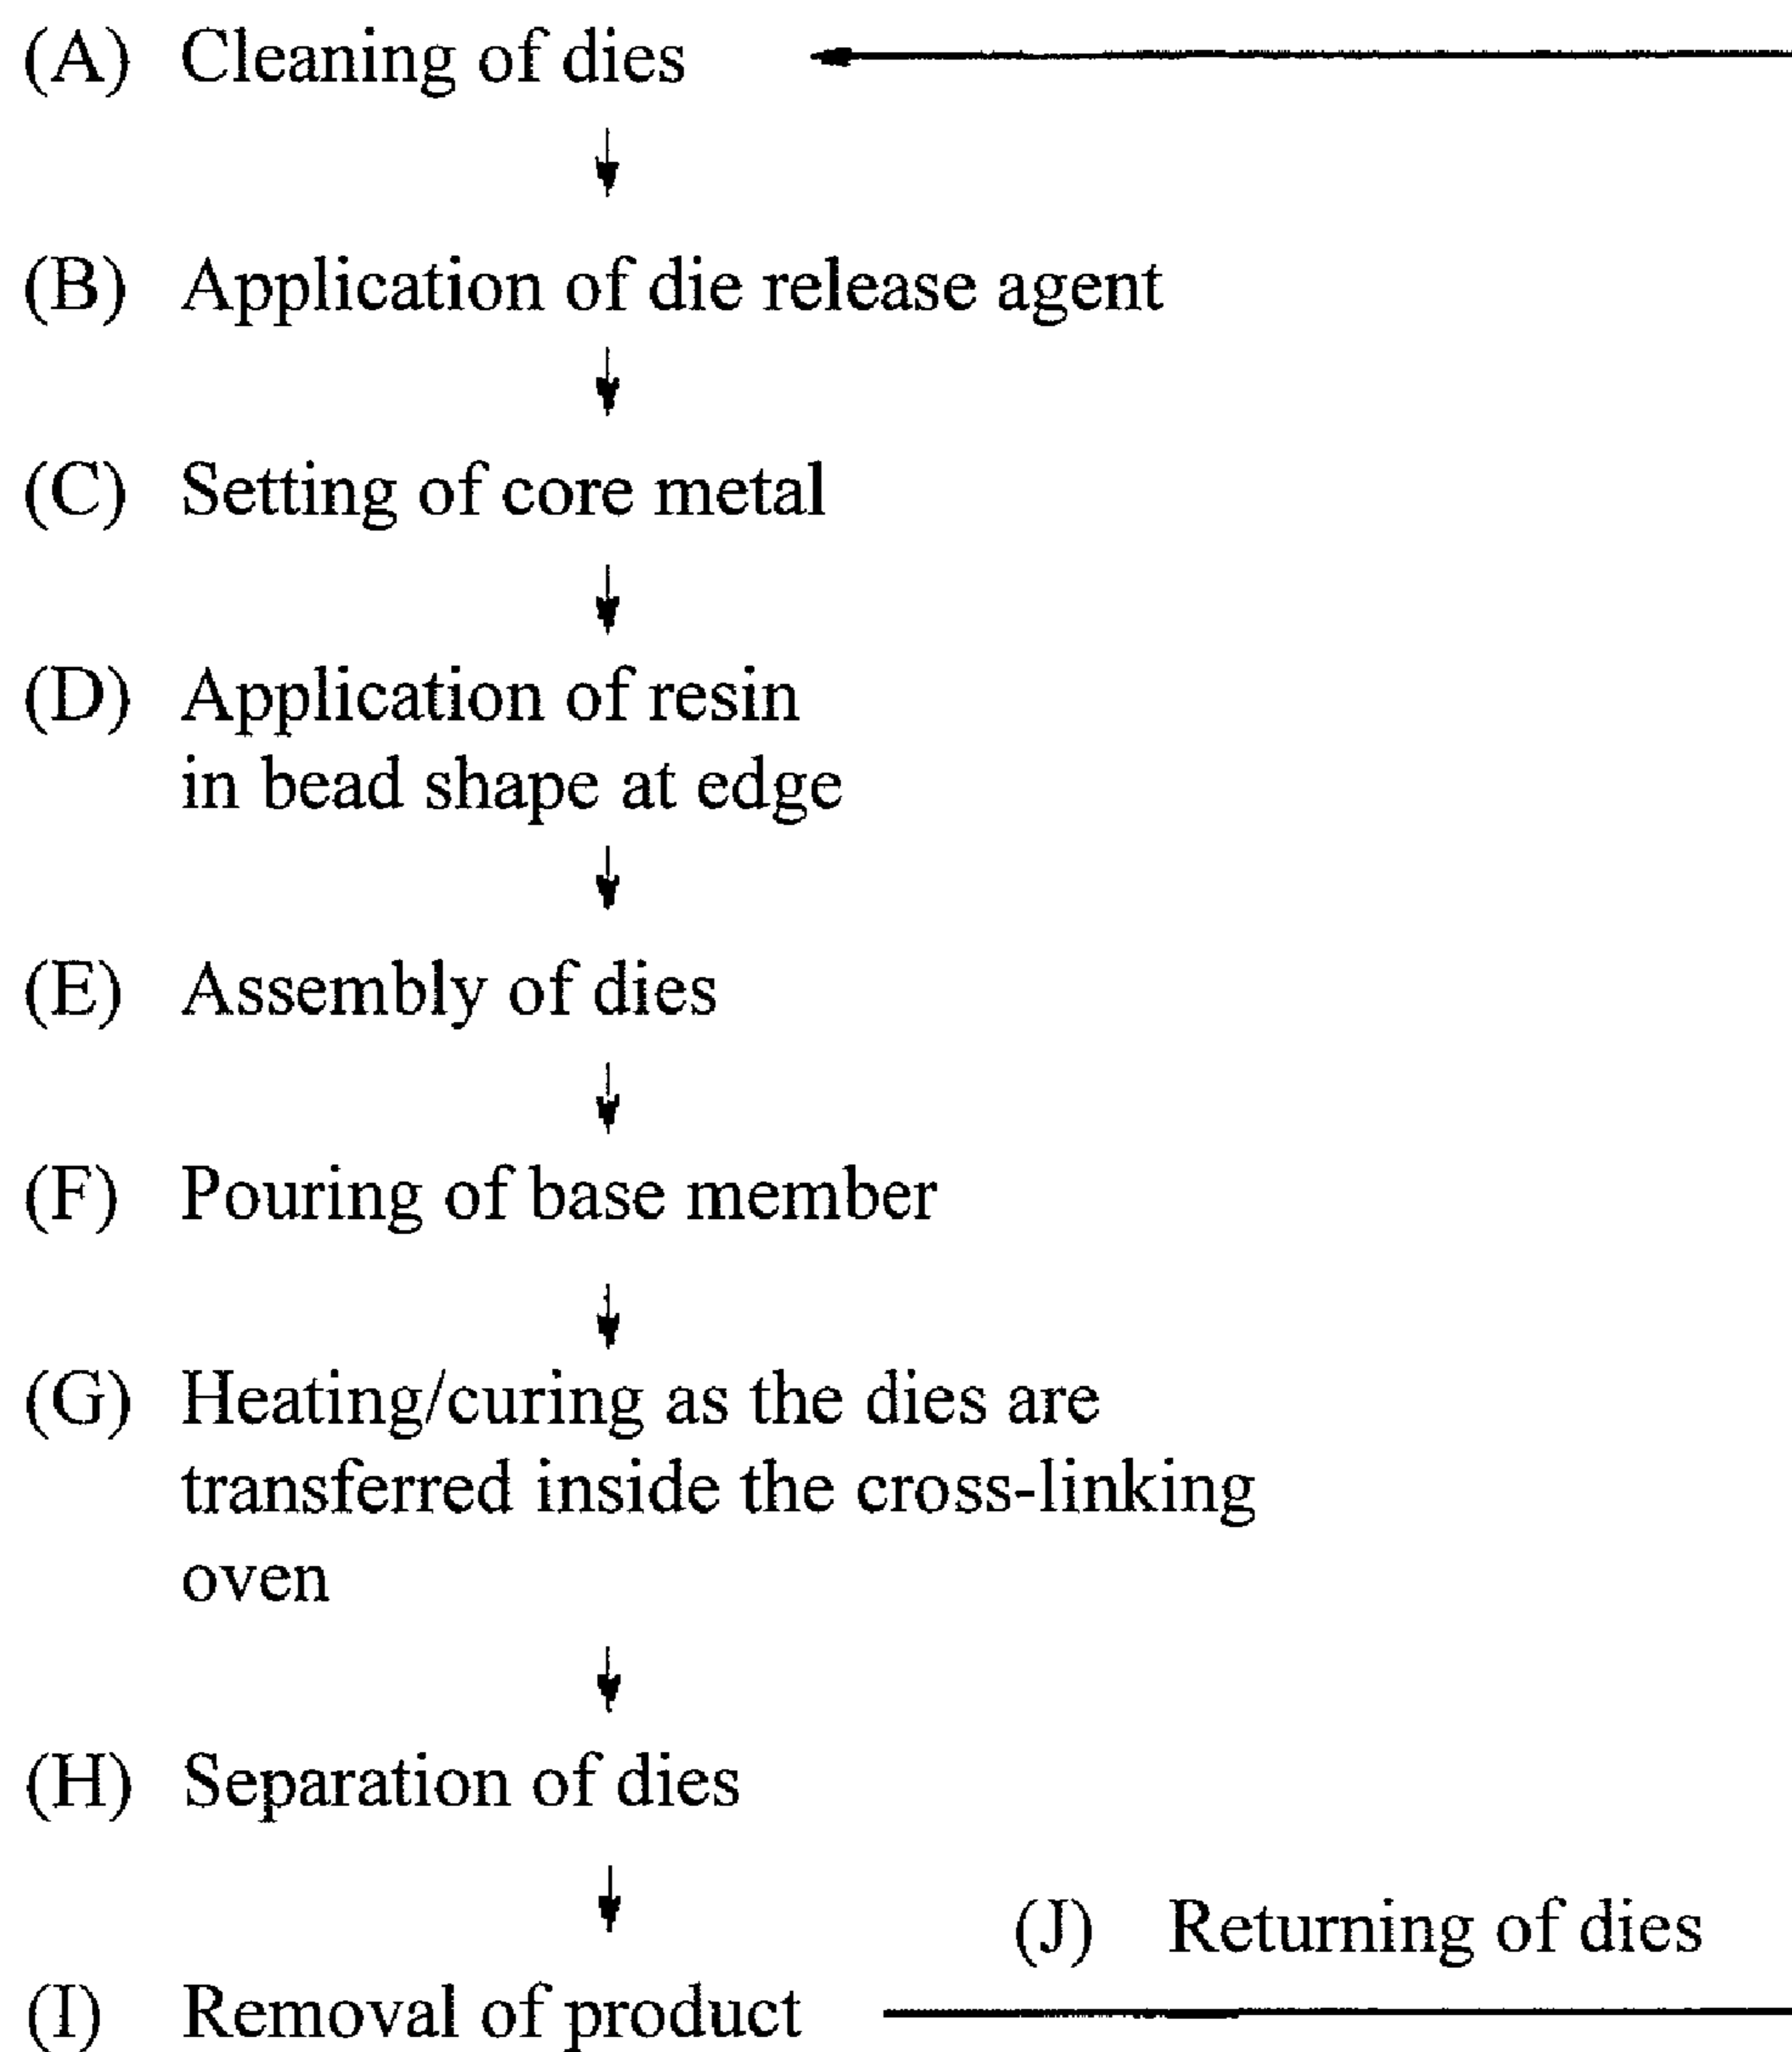 (A) Cleaning of dies
(B) Application of die release agent
(C) Setting of core metal
(D) Application of resin
in bead shape at edge
(E) Assembly of dies
(F) Pouring of base member
(G) Heating/curing as the dies are
transferred inside the cross-linking
oven
(H) Separation of dies
(J) Returning of dies
(I) Removal of product